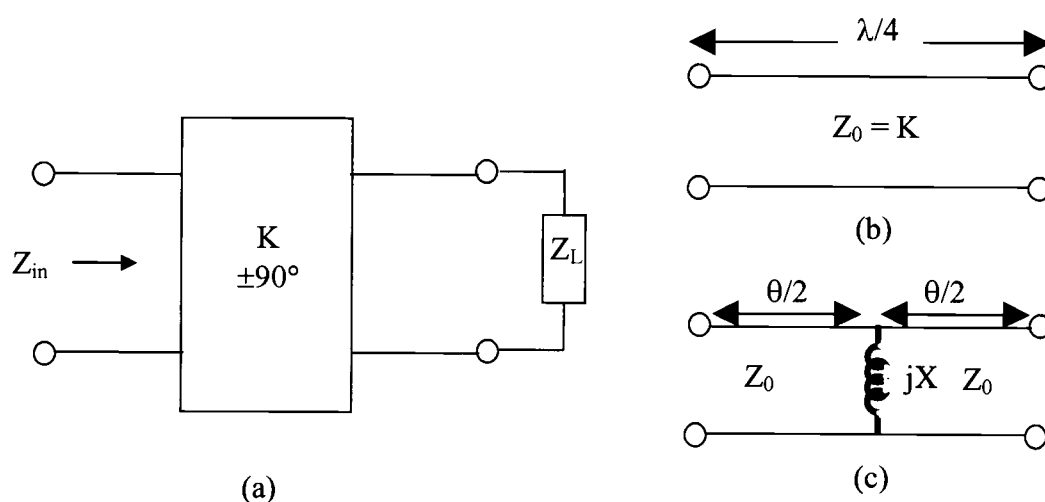 K
±90°
Z_in
Z_L
(a)
λ/4
Z₀ = K
(b)
θ/2 θ/2
Z₀ jX Z₀
(c)